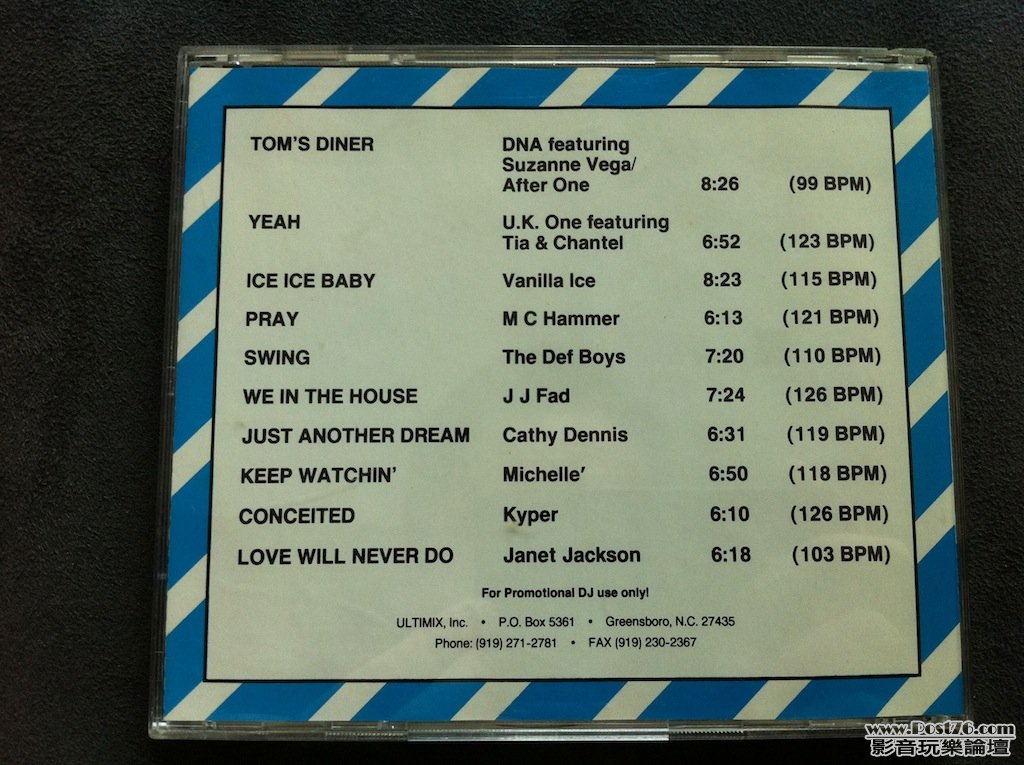 TOM'S DINER DNA featuring
Suzanne Vega/
After One 8:26 (99 BPM)
YEAH U.K. One featuring
Tia & Chantel 6:52 (123 BPM)
ICE ICE BABY Vanilla Ice 8:23 (115 BPM)
PRAY M C Hammer 6:13 (121 BPM)
SWING The Def Boys 7:20 (110 BPM)
WE IN THE HOUSE J J Fad 7:24 (126 BPM)
JUST ANOTHER DREAM Cathy Dennis 6:31 (119 BPM)
KEEP WATCHIN' Michelle′ 6:50 (118 BPM)
CONCEITED Kyper 6:10 (126 BPM)
LOVE WILL NEVER DO Janet Jackson 6:18 (103 BPM)
For Promotional DJ use only!
ULTIMIX, Inc. • P.O. Box 5361 • Greensboro, N.C. 27435
Phone: (919) 271-2781 • FAX (919) 230-2367
www.Post76.com
影音玩樂論壇